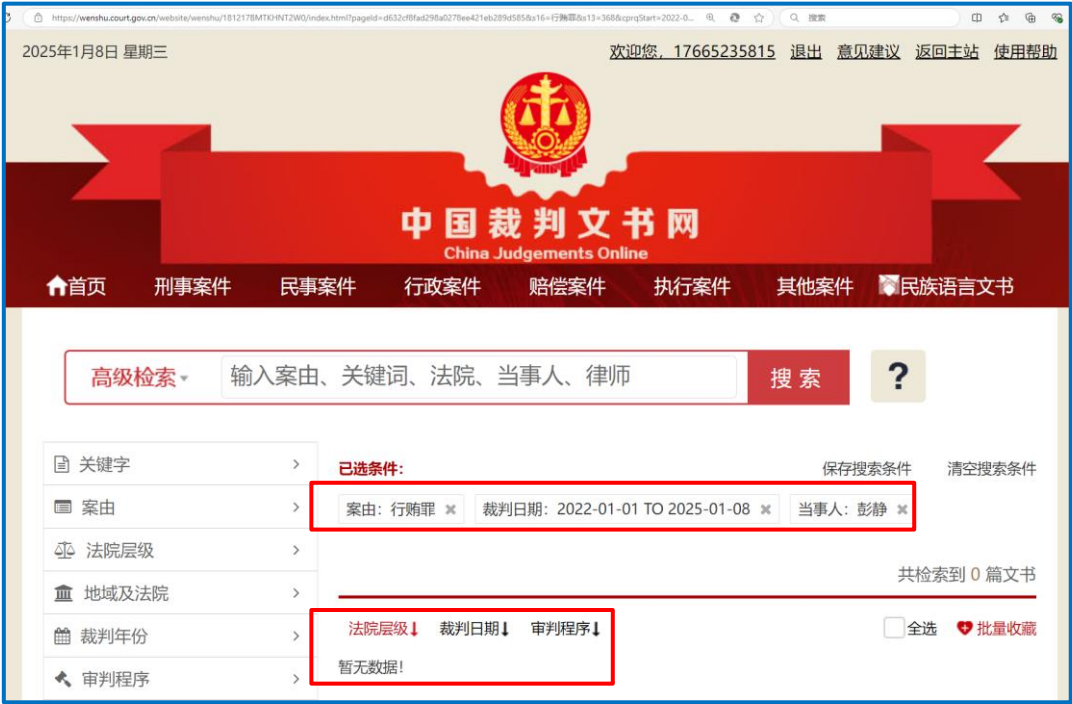 https://wenshu.court.gov.cn/website/wenshu/181217BMTKHNT2W0/index.html?pageId=d632cf8fad298a0278ee421eb289d585&s16=行贿罪&s13=368&cprqStart=2022-0... 搜索
2025年1月8日 星期三 欢迎您，17665235815 退出 意见建议 返回主站 使用帮助
中国裁判文书网
China Judgements Online
首页 刑事案件 民事案件 行政案件 赔偿案件 执行案件 其他案件 民族语言文书
高级检索 输入案由、关键词、法院、当事人、律师 搜索 ?
关键字
案由
法院层级
地域及法院
裁判年份
审判程序
已选条件: 保存搜索条件 清空搜索条件
案由：行贿罪 × 裁判日期：2022-01-01 TO 2025-01-08 × 当事人：彭静 ×
共检索到 0 篇文书
法院层级↓ 裁判日期↓ 审判程序↓ 全选 批量收藏
暂无数据!